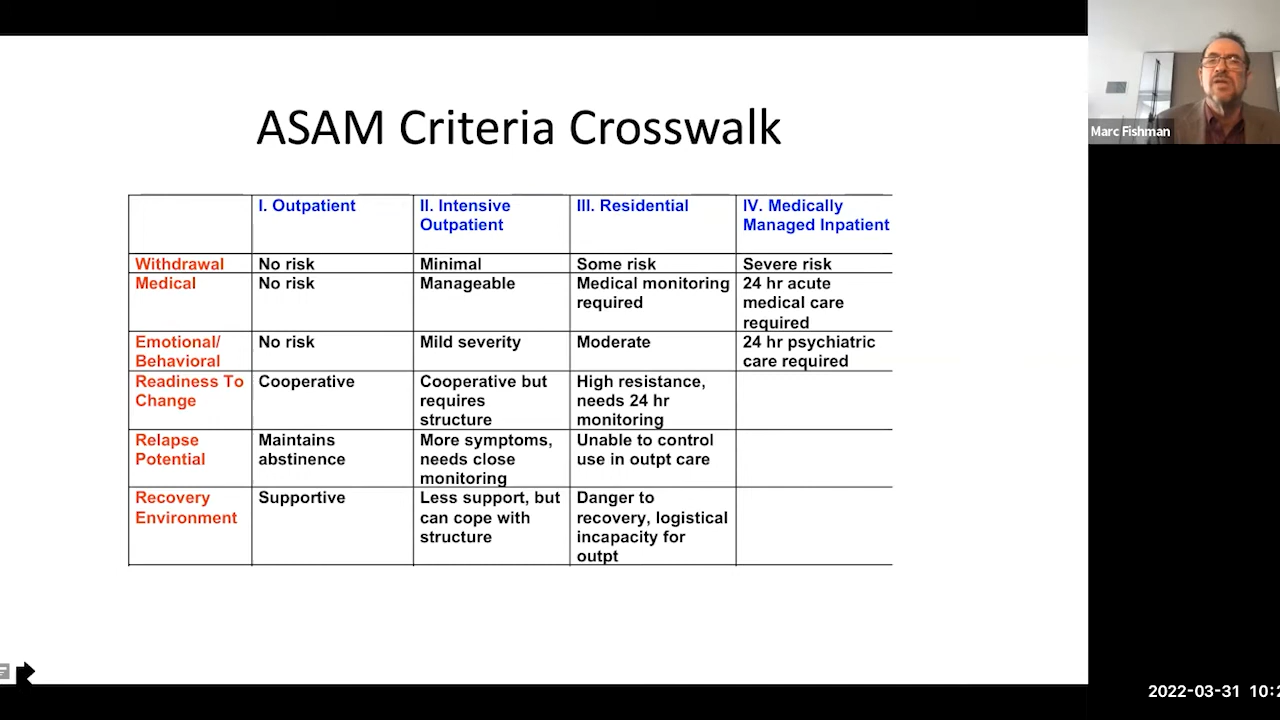 ASAM Criteria Crosswalk
I. Outpatient
II. Intensive
Outpatient
III. Residential
IV. Medically
Managed Inpatient
Withdrawal
No risk
Minimal
Some risk
Severe risk
Medical
No risk
Manageable
Medical monitoring
required
24 hr acute
medical care
required
Emotional/
Behavioral
No risk
Mild severity
Moderate
24 hr psychiatric
care required
Readiness To
Change
Cooperative
Cooperative but
requires
structure
High resistance,
needs 24 hr
monitoring
Relapse
Potential
Maintains
abstinence
More symptoms,
needs close
monitoring
Unable to control
use in outpt care
Recovery
Environment
Supportive
Less support, but
can cope with
structure
Danger to
recovery, logistical
incapacity for
outpt
Marc Fishman
2022-03-31